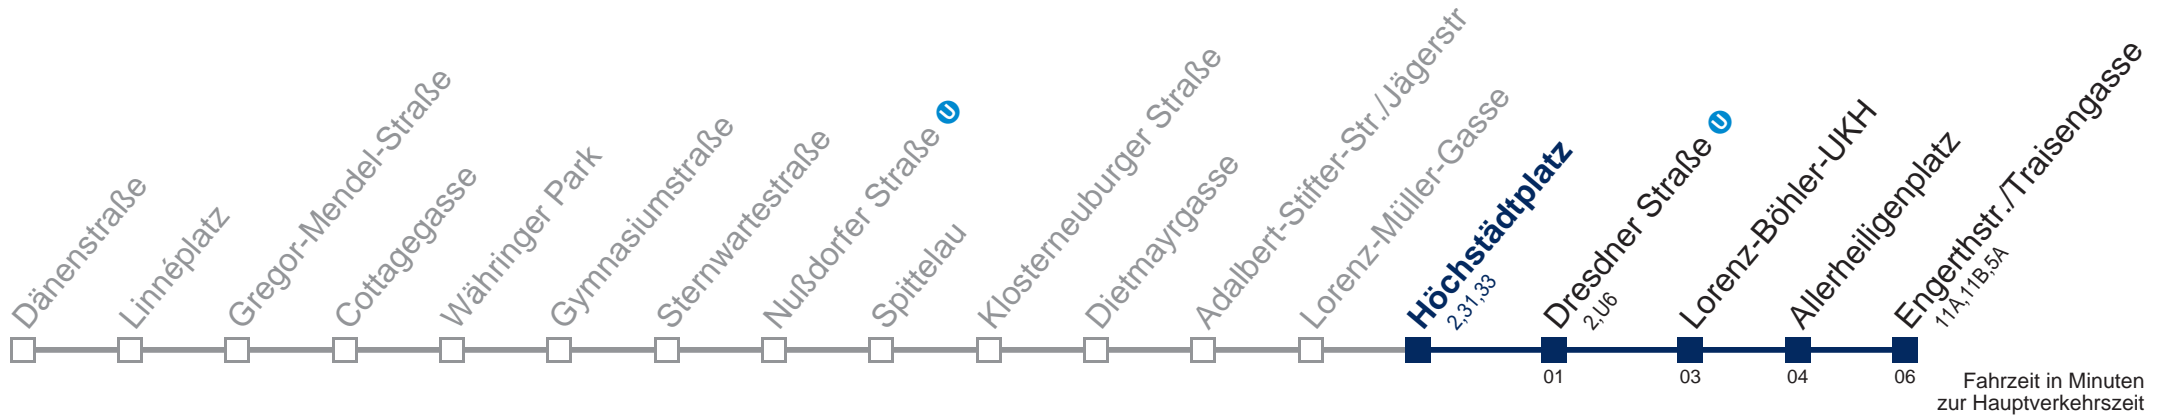 Dänenstraße
Linnéplatz
Gregor-Mendel-Straße
Cottagegasse
Währinger Park
Gymnasiumstraße
Sternwartestraße
Nußdorfer Straße U
Spittelau
Klosterneuburger Straße
Dietmayrgasse
Adalbert-Stifter-Str./Jägerstr
Lorenz-Müller-Gasse
Höchstädtplatz
2,31,33
Dresdner Straße U
2,U6
Lorenz-Böhler-UKH
Allerheiligenplatz
Engerthstr./Traisengasse
11A,11B,5A
01 03 04 06
Fahrzeit in Minuten
zur Hauptverkehrszeit